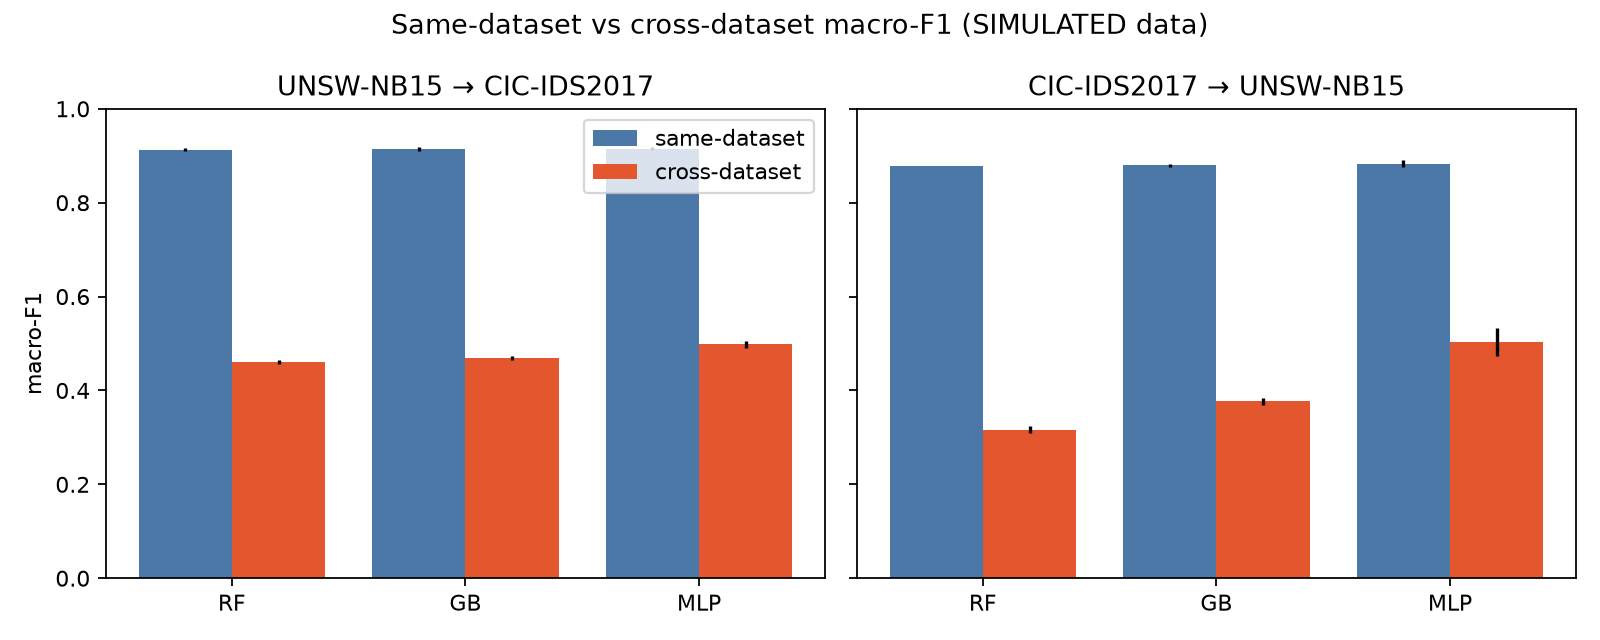 Same-dataset vs cross-dataset macro-F1 (SIMULATED data)
UNSW-NB15 → CIC-IDS2017
CIC-IDS2017 → UNSW-NB15
macro-F1
1.0
0.8
0.6
0.4
0.2
0.0
same-dataset
cross-dataset
RF GB MLP
RF GB MLP